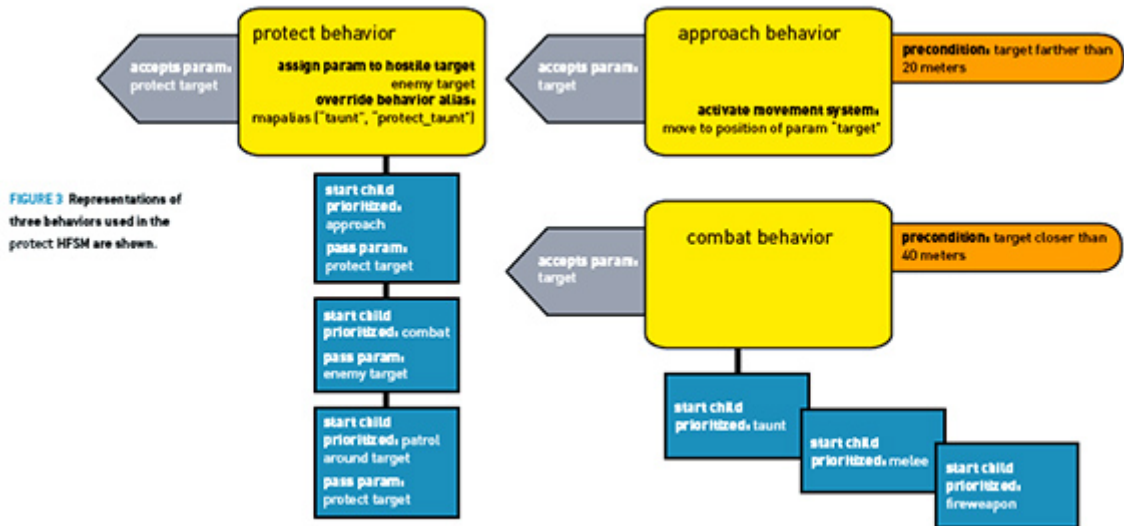 protect behavior
accepts param:
protect target
assign param to hostile target
enemy target
override behavior alias:
mapalias ("taunt", "protect_taunt")
start child
prioritized:
approach
pass param:
protect target
start child
prioritized: combat
pass param:
enemy target
start child
prioritized: patrol
around target
pass param:
protect target
FIGURE 3 Representations of
three behaviors used in the
protect HFSM are shown.
approach behavior
accepts param:
target
activate movement system:
move to position of param "target"
precondition: target farther than
20 meters
combat behavior
accepts param:
target
precondition: target closer than
40 meters
start child
prioritized: taunt
start child
prioritized: melee
start child
prioritized:
fireweapon